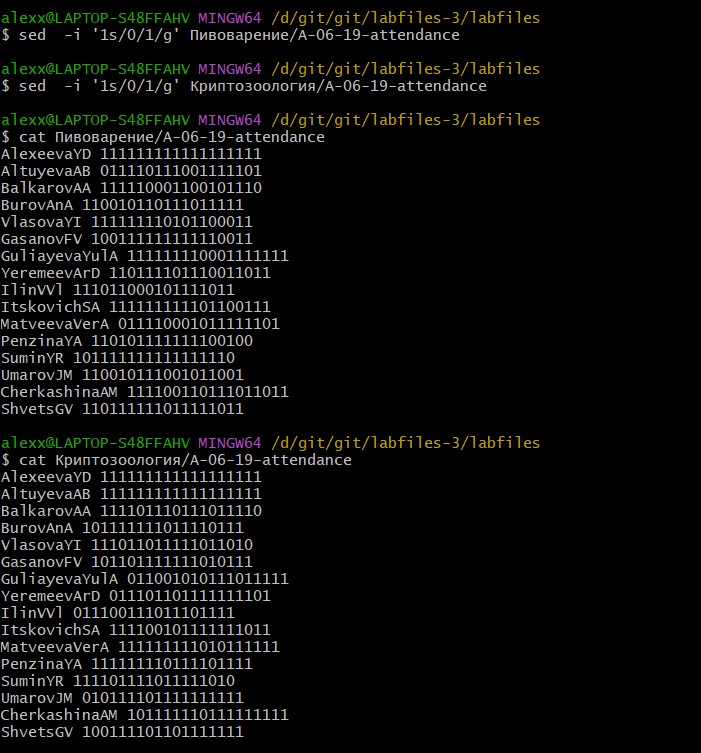 alexx@LAPTOP-S48FFAHV MINGW64 /d/git/git/labfiles-3/labfiles
$ sed  -i '1s/0/1/g' Пивоварение/A-06-19-attendance
alexx@LAPTOP-S48FFAHV MINGW64 /d/git/git/labfiles-3/labfiles
$ sed  -i '1s/0/1/g' Криптозоология/A-06-19-attendance
alexx@LAPTOP-S48FFAHV MINGW64 /d/git/git/labfiles-3/labfiles
$ cat Пивоварение/A-06-19-attendance
AlexeevaYD 111111111111111111
AltuyevaAB 011110111001111101
BalkarovAA 111110001100101110
BurovAnA 110010110111011111
VlasovaYI 111111110101100011
GasanovFV 100111111111110011
GuliayevaYulA 111111110001111111
YeremeevArD 110111101110011011
IlinVVl 111011000101111011
ItskovichSA 111111111101100111
MatveevaVerA 011110001011111101
PenzinaYA 110101111111100100
SuminYR 101111111111111110
UmarovJM 110010111001011001
CherkashinaAM 111100110111011011
ShvetsGV 110111111011111011
alexx@LAPTOP-S48FFAHV MINGW64 /d/git/git/labfiles-3/labfiles
$ cat Криптозоология/A-06-19-attendance
AlexeevaYD 111111111111111111
AltuyevaAB 111111111111111111
BalkarovAA 111101110111011110
BurovAnA 101111111011110111
VlasovaYI 111011011111011010
GasanovFV 101101111111010111
GuliayevaYulA 011001010111011111
YeremeevArD 011101101111111101
IlinVVl 011100111011101111
ItskovichSA 111100101111111011
MatveevaVerA 111111111010111111
PenzinaYA 111111110111101111
SuminYR 111101111011111010
UmarovJM 010111101111111111
CherkashinaAM 101111110111111111
ShvetsGV 100111101101111111